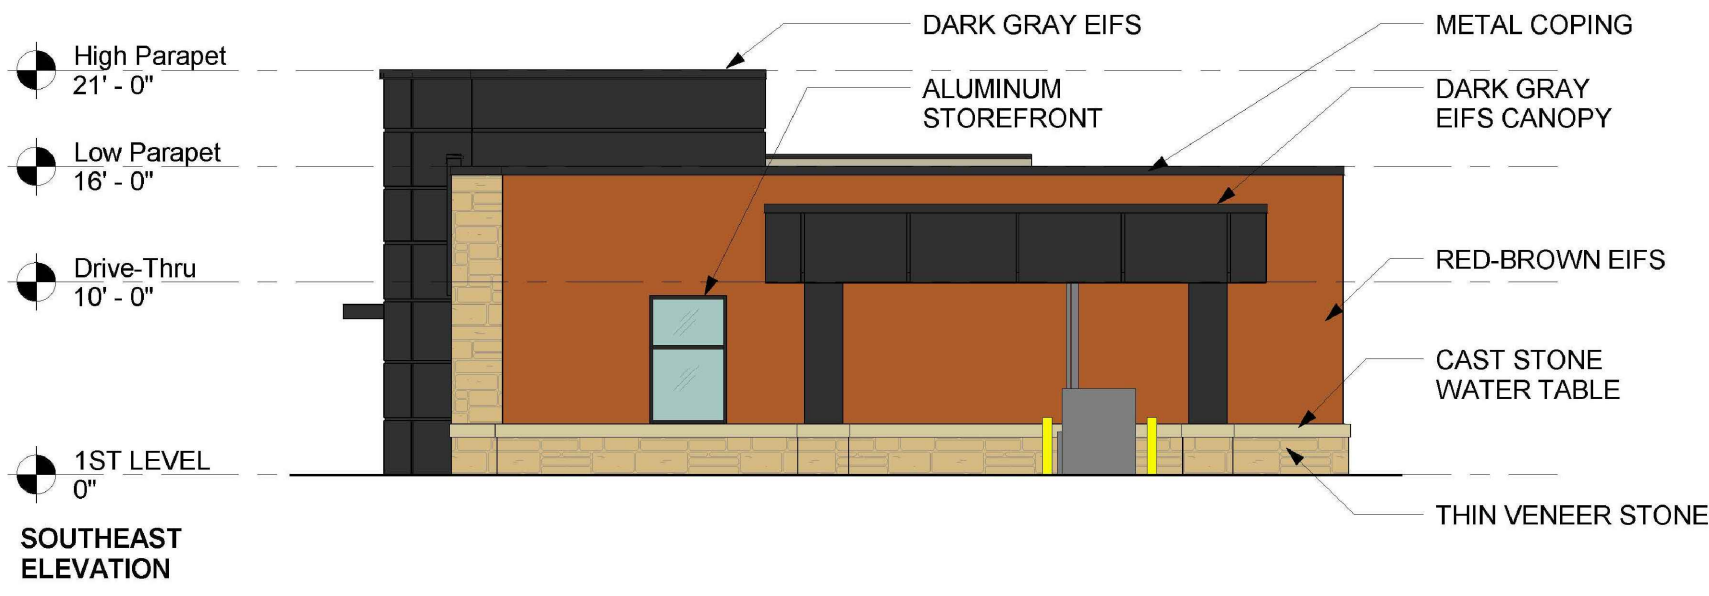 High Parapet
21' - 0"
Low Parapet
16' - 0"
Drive-Thru
10' - 0"
1ST LEVEL
0"
SOUTHEAST
ELEVATION
DARK GRAY EIFS
ALUMINUM
STOREFRONT
METAL COPING
DARK GRAY
EIFS CANOPY
RED-BROWN EIFS
CAST STONE
WATER TABLE
THIN VENEER STONE